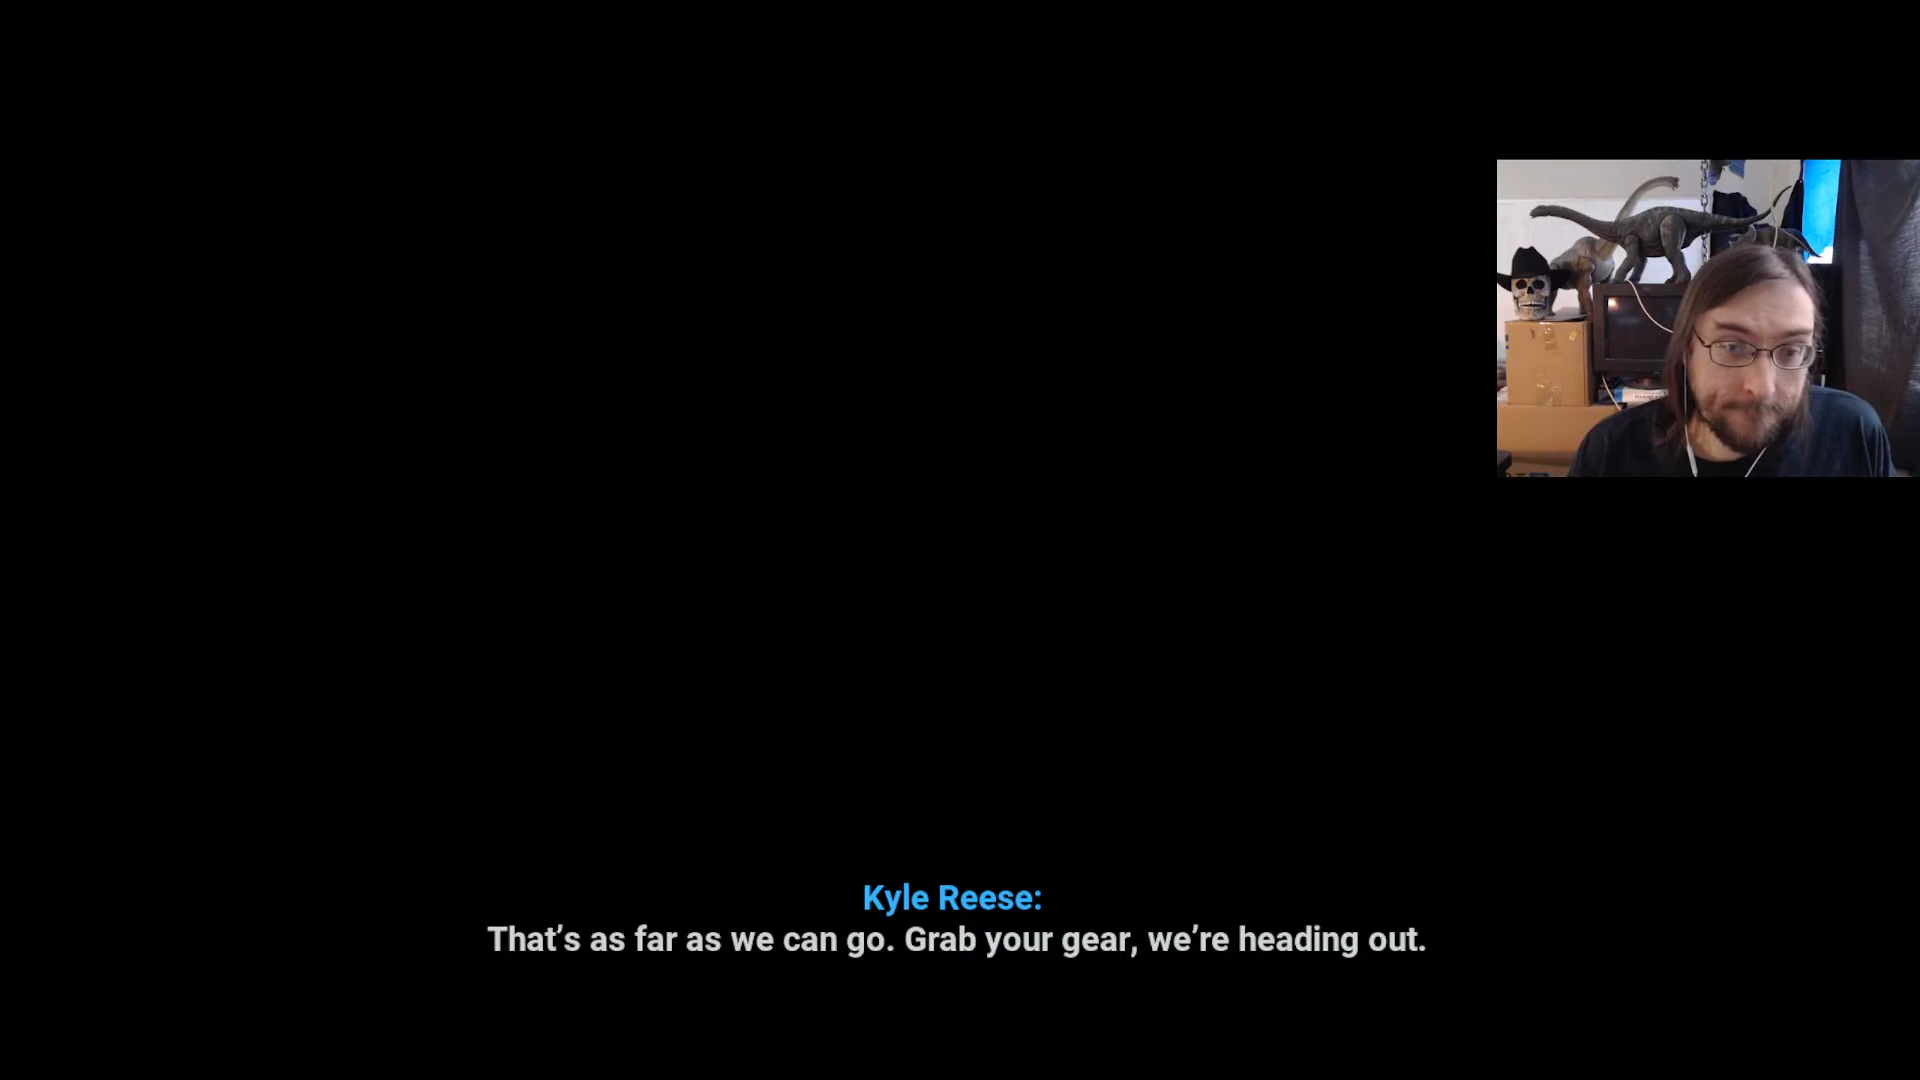 Kyle Reese:
That’s as far as we can go. Grab your gear, we’re heading out.